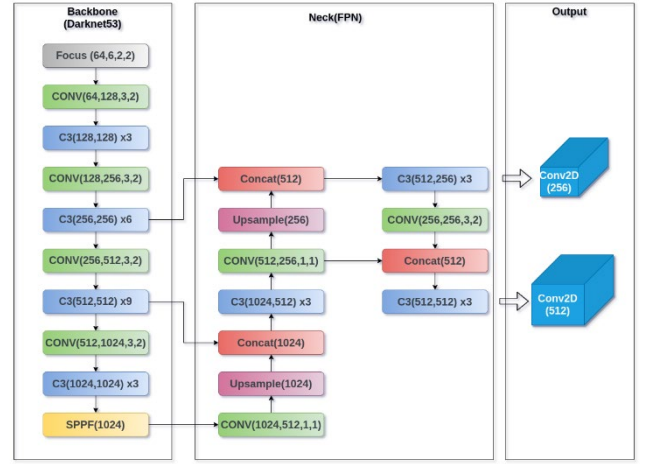 Backbone
(Darknet53)
Focus (64,6,2,2)
CONV(64,128,3,2)
C3(128,128) x3
CONV(128,256,3,2)
C3(256,256) x6
CONV(256,512,3,2)
C3(512,512) x9
CONV(512,1024,3,2)
C3(1024,1024) x3
SPPF(1024)
Neck(FPN)
Concat(512)
Upsample(256)
CONV(512,256,1,1)
C3(1024,512) x3
Concat(1024)
Upsample(1024)
CONV(1024,512,1,1)
C3(512,256) x3
CONV(256,256,3,2)
Concat(512)
C3(512,512) x3
Output
Conv2D
(256)
Conv2D
(512)